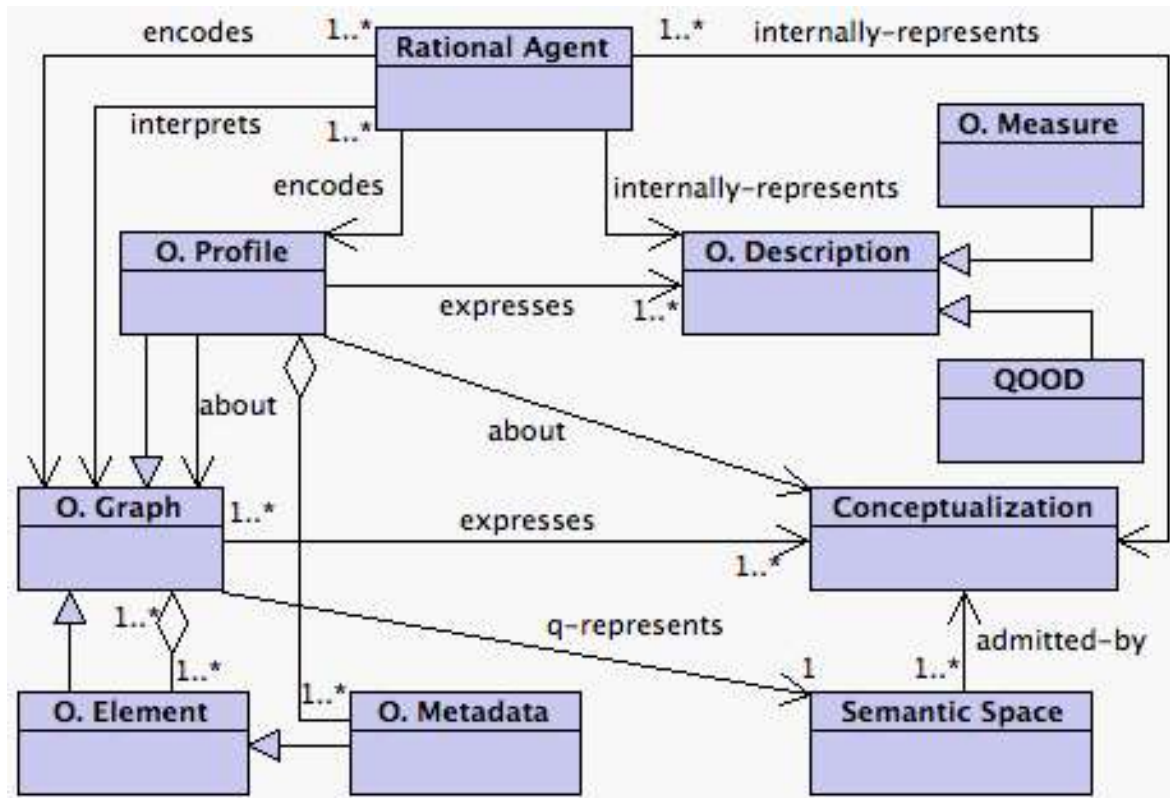 encodes
1..*
Rational Agent
1..*
internally-represents
interprets
1..*
O. Measure
encodes
internally-represents
O. Profile
O. Description
expresses
1..*
QOOD
about
about
O. Graph
1..*
expresses
Conceptualization
1..*
1..*
q-represents
admitted-by
1..*
1
1..*
1..*
O. Element
O. Metadata
Semantic Space